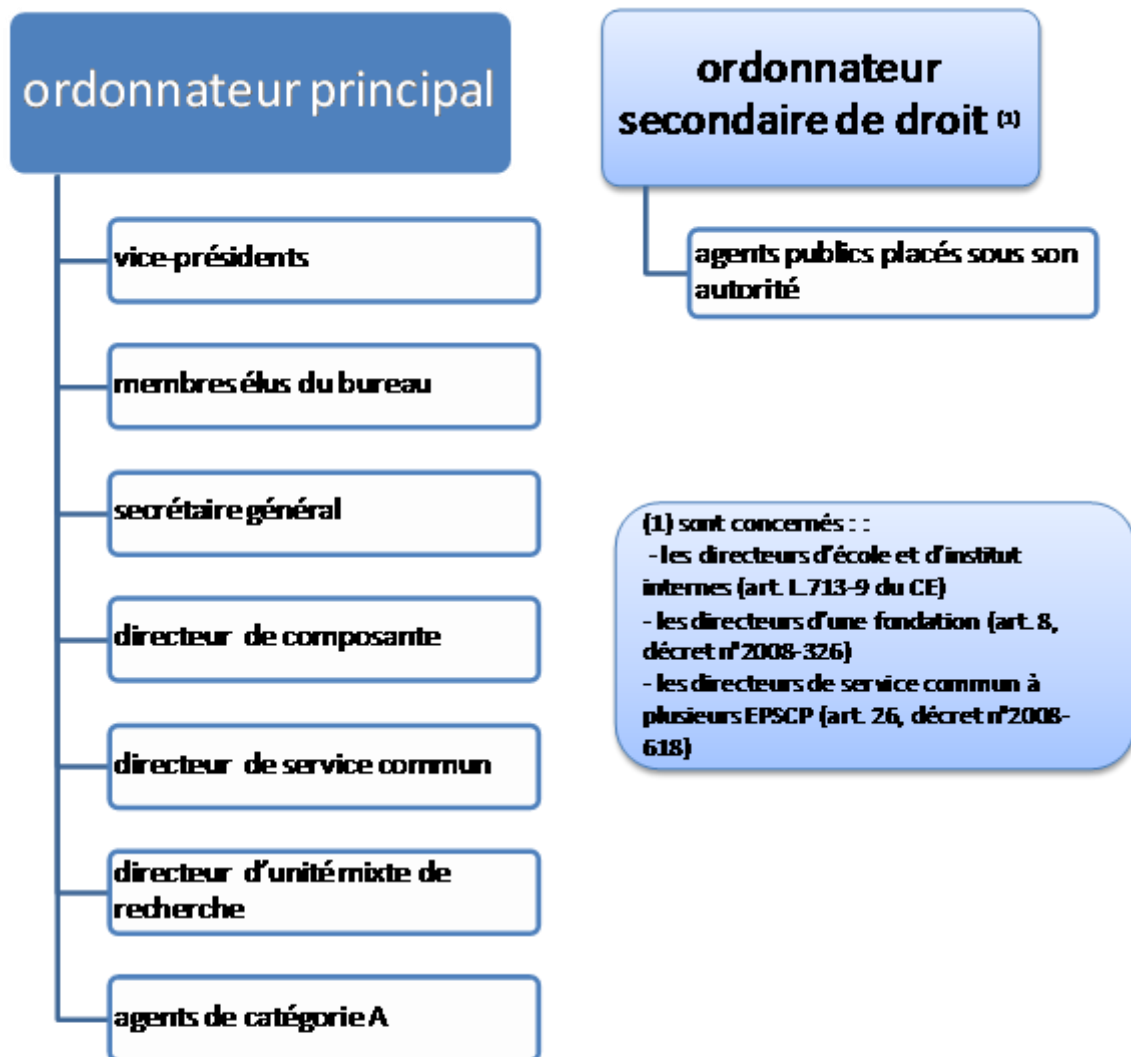 ordonnateur principal
vice-présidents
membres élus du bureau
secrétaire général
directeur de composante
directeur de service commun
directeur d'unité mixte de
recherche
agents de catégorie A
ordonnateur
secondaire de droit (1)
agents publics placés sous son
autorité
(1) sont concernés : :
- les directeurs d'école et d'institut
internes (art. L.713-9 du CE)
- les directeurs d'une fondation (art. 8,
décret n°2008-326)
- les directeurs de service commun à
plusieurs EPSCP (art. 26, décret n°2008-
618)